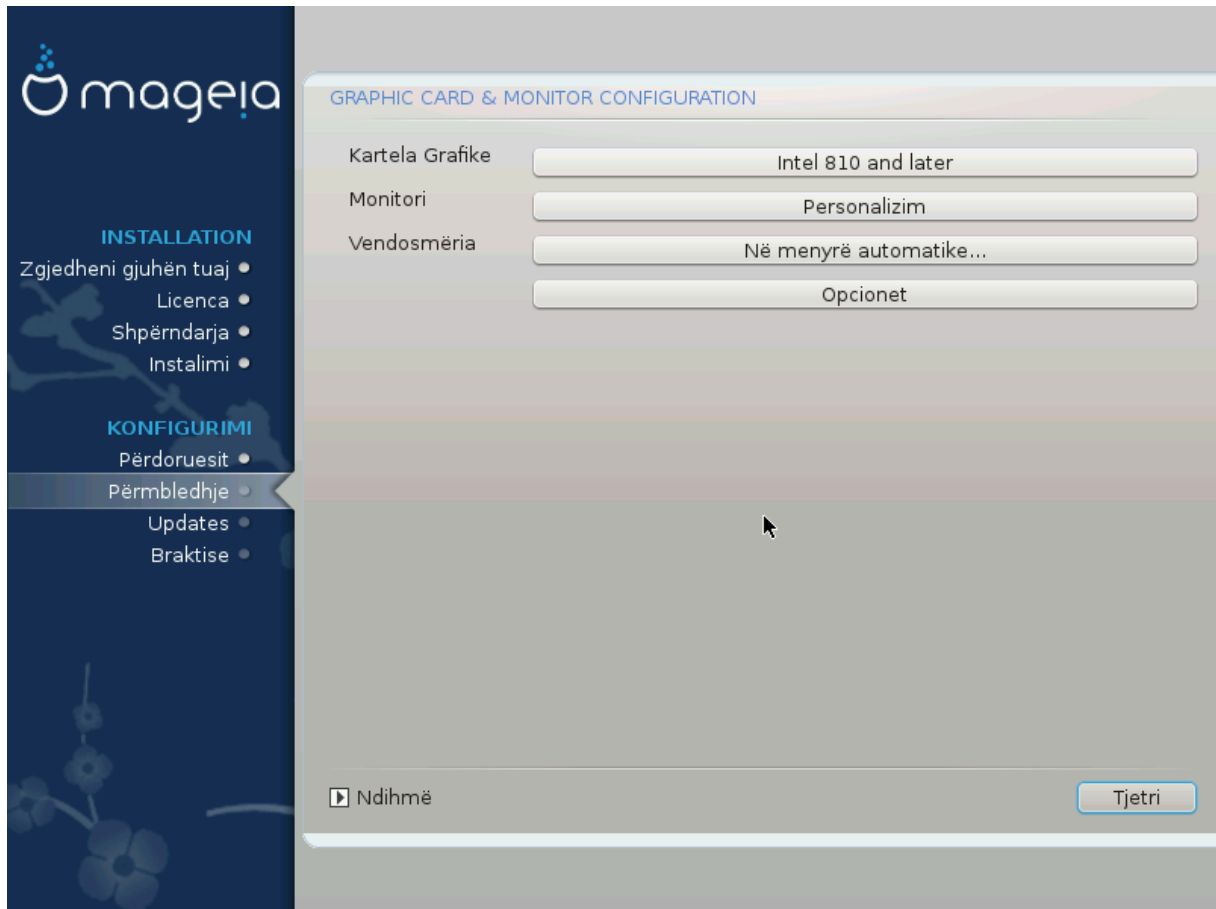 mageia
INSTALLATION
Zgjedheni gjuhën tuaj
Licenca
Shpërndarja
Instalimi
KONFIGURIMI
Përdoruesit
Përmbledhje
Updates
Braktise
GRAPHIC CARD & MONITOR CONFIGURATION
Kartela Grafike
Intel 810 and later
Monitori
Personalizim
Vendosmëria
Në menyrë automatike...
Opcionet
Ndihmë
Tjetri